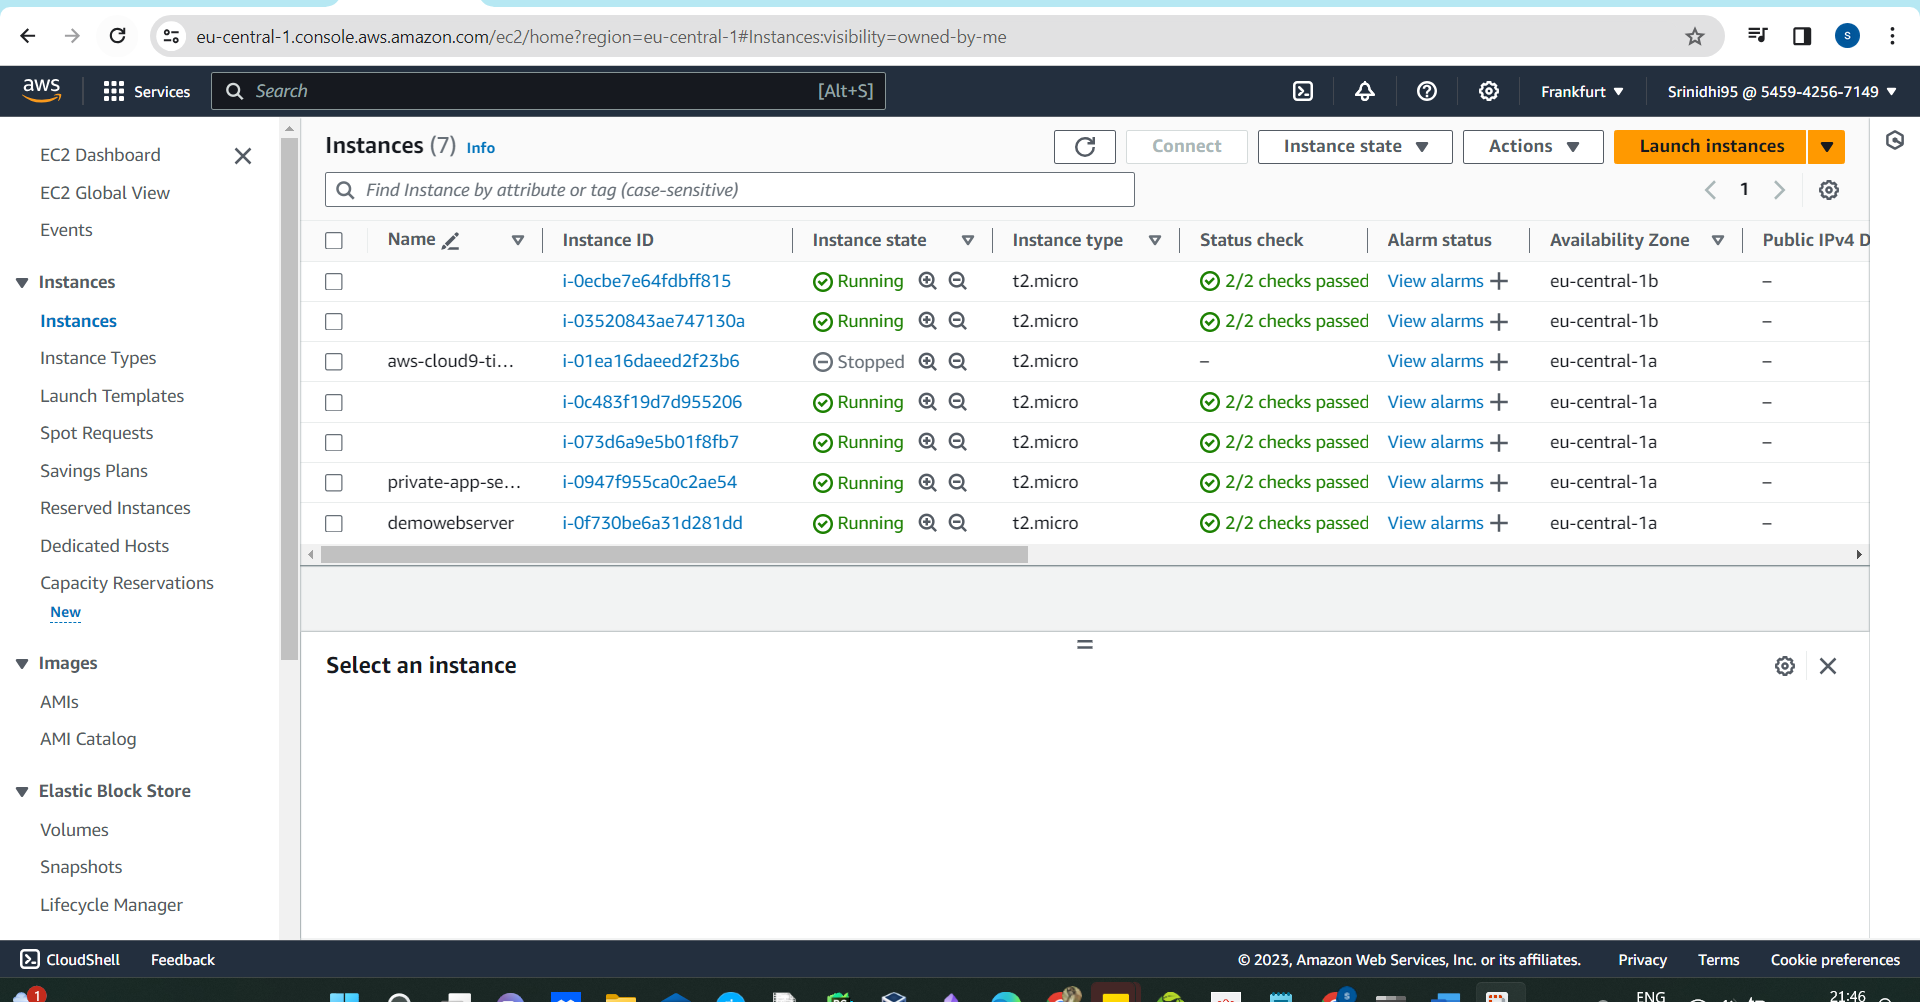 eu-central-1.console.aws.amazon.com/ec2/home?region=eu-central-1#Instances:visibility=owned-by-me
S
aws
Services
Search
[Alt+S]
Frankfurt
Srinidhi95 @ 5459-4256-7149
EC2 Dashboard
EC2 Global View
Events
Instances
Instances
Instance Types
Launch Templates
Spot Requests
Savings Plans
Reserved Instances
Dedicated Hosts
Capacity Reservations
New
Images
AMIs
AMI Catalog
Elastic Block Store
Volumes
Snapshots
Lifecycle Manager
Instances (7) Info
Connect
Instance state
Actions
Launch instances
Find Instance by attribute or tag (case-sensitive)
1
Name Instance ID Instance state Instance type Status check Alarm status Availability Zone Public IPv4 D
i-0ecbe7e64fdbff815 Running t2.micro 2/2 checks passed View alarms + eu-central-1b –
i-03520843ae747130a Running t2.micro 2/2 checks passed View alarms + eu-central-1b –
aws-cloud9-ti... i-01ea16daeed2f23b6 Stopped t2.micro – View alarms + eu-central-1a –
i-0c483f19d7d955206 Running t2.micro 2/2 checks passed View alarms + eu-central-1a –
i-073d6a9e5b01f8fb7 Running t2.micro 2/2 checks passed View alarms + eu-central-1a –
private-app-se... i-0947f955ca0c2ae54 Running t2.micro 2/2 checks passed View alarms + eu-central-1a –
demowebserver i-0f730be6a31d281dd Running t2.micro 2/2 checks passed View alarms + eu-central-1a –
Select an instance
CloudShell
Feedback
© 2023, Amazon Web Services, Inc. or its affiliates.
Privacy
Terms
Cookie preferences
1
ENG
21:46